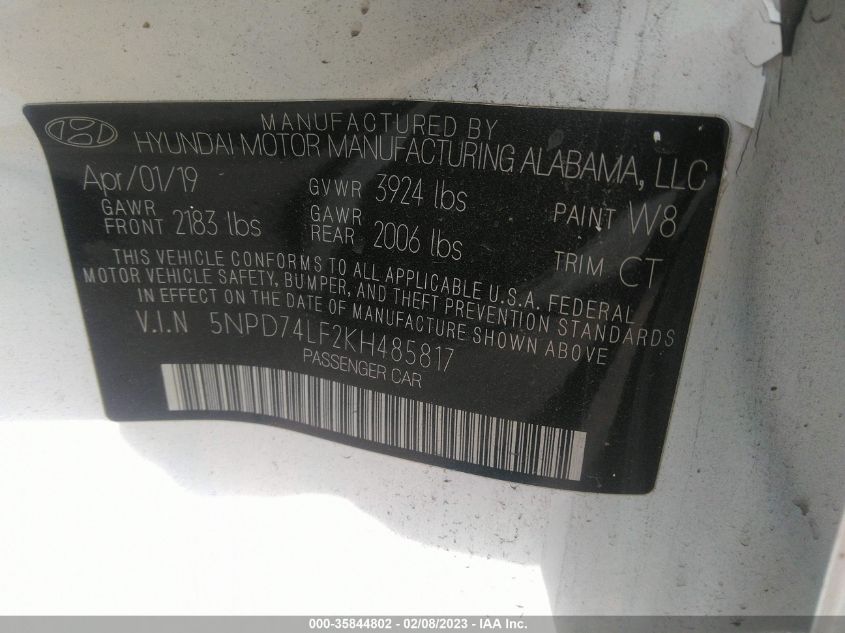 MANUFACTURED BY
HYUNDAI MOTOR MANUFACTURING ALABAMA, LLC
Apr/01/19 GVWR 3924 lbs PAINT W8
GAWR FRONT 2183 lbs GAWR REAR 2006 lbs TRIM CT
THIS VEHICLE CONFORMS TO ALL APPLICABLE U.S.A. FEDERAL
MOTOR VEHICLE SAFETY, BUMPER, AND THEFT PREVENTION STANDARDS
IN EFFECT ON THE DATE OF MANUFACTURE SHOWN ABOVE
V.I.N 5NPD74LF2KH485817
PASSENGER CAR
000-35844802 - 02/08/2023 - IAA Inc.